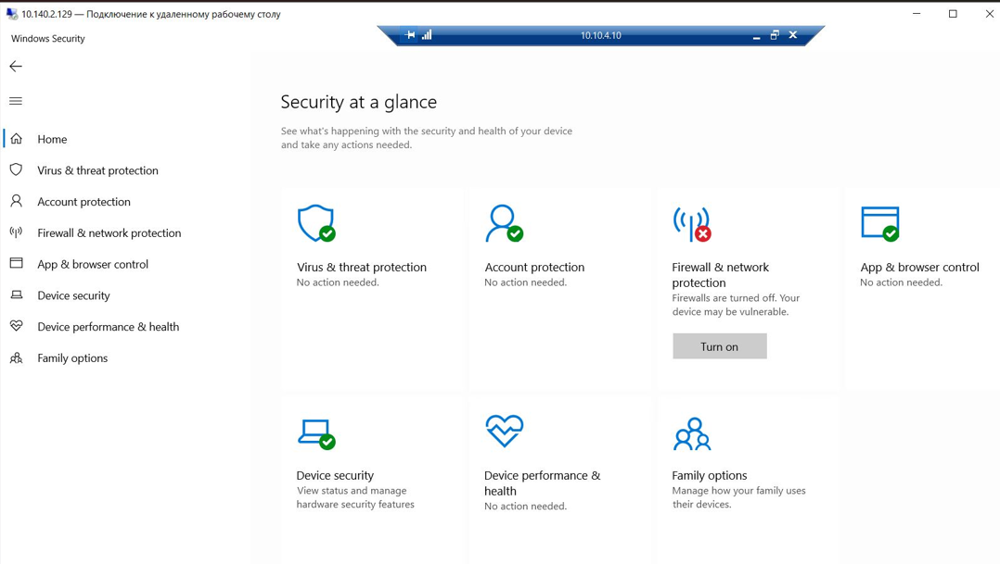 10.140.2.129 — Подключение к удаленному рабочему столу
10.10.4.10
Windows Security
Home
Virus & threat protection
Account protection
Firewall & network protection
App & browser control
Device security
Device performance & health
Family options
Security at a glance
See what's happening with the security and health of your device
and take any actions needed.
Virus & threat protection
No action needed.
Account protection
No action needed.
Firewall & network
protection
Firewalls are turned off. Your
device may be vulnerable.
Turn on
App & browser control
No action needed.
Device security
View status and manage
hardware security features
Device performance &
health
No action needed.
Family options
Manage how your family uses
their devices.